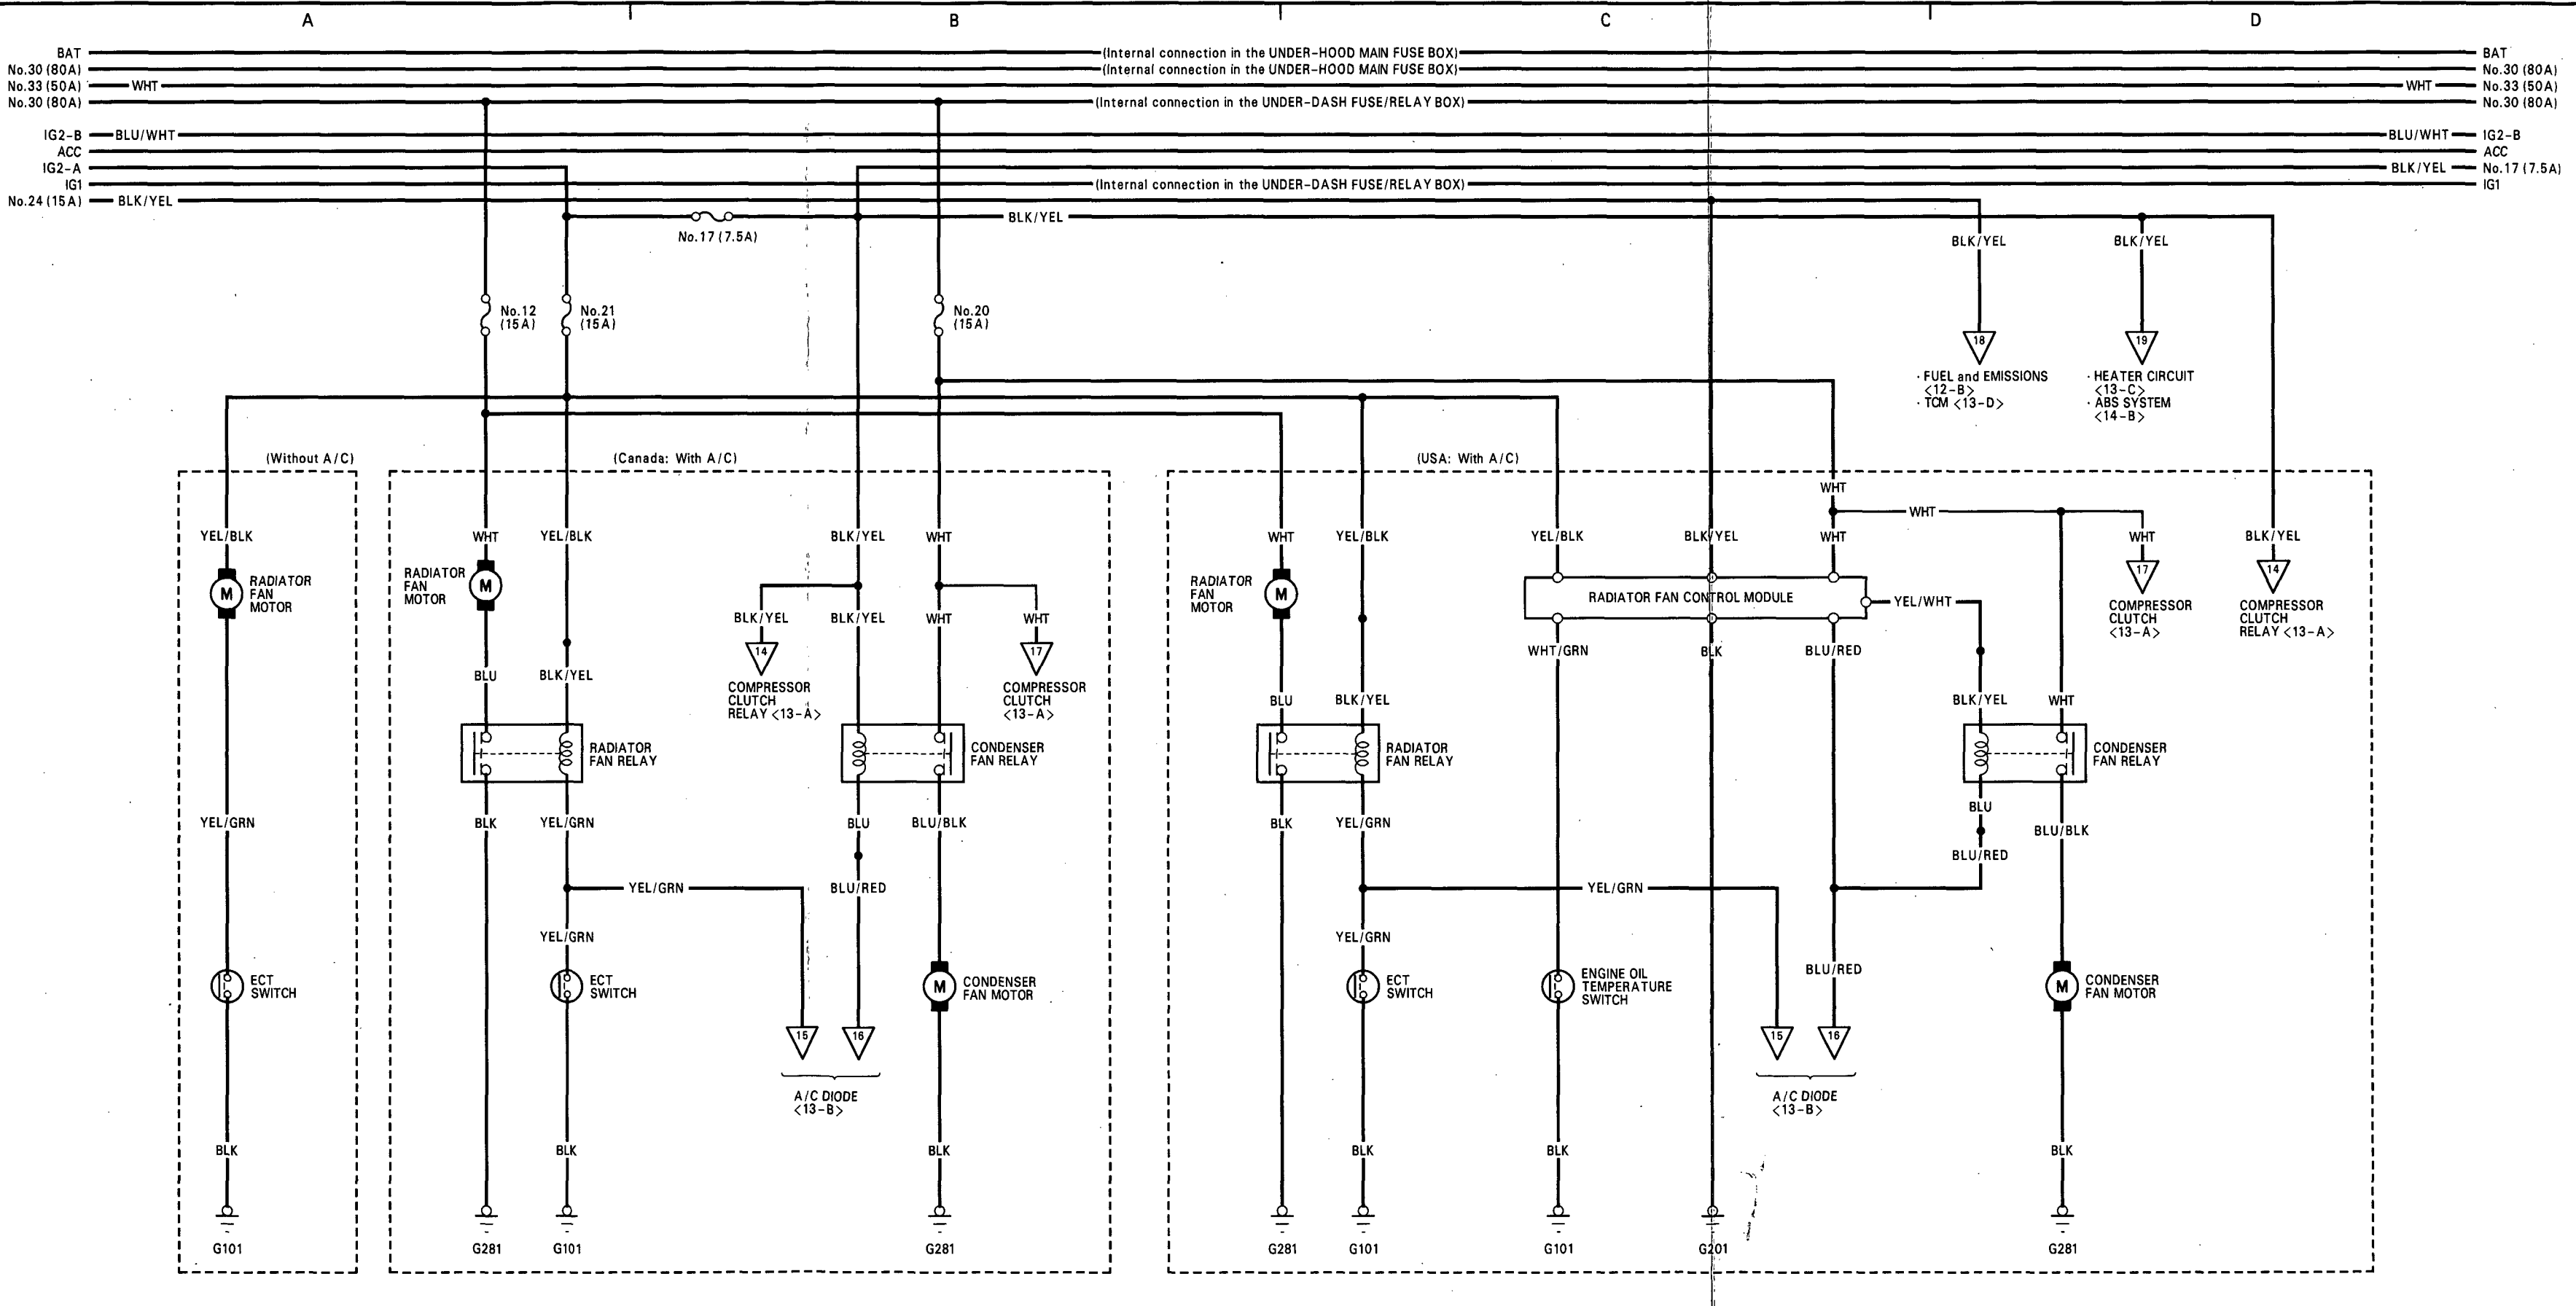 A
B
C
D
BAT
(Internal connection in the UNDER-HOOD MAIN FUSE BOX)
BAT
No.30 (80A)
(Internal connection in the UNDER-HOOD MAIN FUSE BOX)
No.30 (80A)
No.33 (50A)
WHT
WHT
No.33 (50A)
No.30 (80A)
(Internal connection in the UNDER-DASH FUSE/RELAY BOX)
No.30 (80A)
IG2-B
BLU/WHT
BLU/WHT
IG2-B
ACC
ACC
IG2-A
BLK/YEL
No.17 (7.5A)
IG1
(Internal connection in the UNDER-DASH FUSE/RELAY BOX)
IG1
No.24 (15A)
BLK/YEL
No.17 (7.5A)
BLK/YEL
BLK/YEL
BLK/YEL
No.12
(15A)
No.21
(15A)
No.20
(15A)
18
· FUEL and EMISSIONS
<12-B>
· TCM <13-D>
19
· HEATER CIRCUIT
<13-C>
· ABS SYSTEM
<14-B>
(Without A/C)
YEL/BLK
M
RADIATOR
FAN
MOTOR
YEL/GRN
ECT
SWITCH
BLK
G101
(Canada: With A/C)
WHT
YEL/BLK
BLK/YEL
WHT
RADIATOR
FAN
MOTOR
M
BLK/YEL
BLK/YEL
WHT
WHT
14
COMPRESSOR
CLUTCH
RELAY <13-A>
17
COMPRESSOR
CLUTCH
<13-A>
BLU
BLK/YEL
RADIATOR
FAN RELAY
CONDENSER
FAN RELAY
BLK
YEL/GRN
BLU
BLU/BLK
YEL/GRN
BLU/RED
YEL/GRN
ECT
SWITCH
M
CONDENSER
FAN MOTOR
15
16
A/C DIODE
<13-B>
BLK
BLK
G281
G101
G281
(USA: With A/C)
WHT
WHT
WHT
YEL/BLK
YEL/BLK
BLK/YEL
WHT
WHT
BLK/YEL
RADIATOR
FAN
MOTOR
M
RADIATOR FAN CONTROL MODULE
YEL/WHT
17
COMPRESSOR
CLUTCH
<13-A>
14
COMPRESSOR
CLUTCH
RELAY <13-A>
WHT/GRN
BLK
BLU/RED
BLU
BLK/YEL
BLK/YEL
WHT
RADIATOR
FAN RELAY
CONDENSER
FAN RELAY
BLK
YEL/GRN
BLU
BLU/BLK
BLU/RED
YEL/GRN
YEL/GRN
BLU/RED
ECT
SWITCH
ENGINE OIL
TEMPERATURE
SWITCH
M
CONDENSER
FAN MOTOR
15
16
A/C DIODE
<13-B>
BLK
BLK
BLK
G281
G101
G101
G201
G281